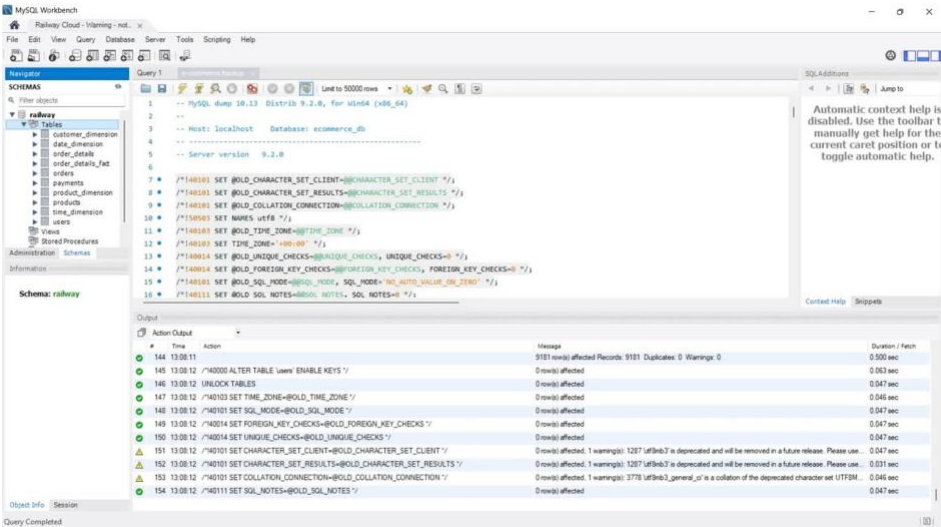 MySQL Workbench
Railway Cloud - Warning - not..
File Edit View Query Database Server Tools Scripting Help
Navigator
SCHEMAS
Filter objects
railway
Tables
customer_dimension
date_dimension
order_details
order_details_fact
orders
payments
product_dimension
products
time_dimension
users
Views
Stored Procedures
Administration Schemas
Information
Schema: railway
Object Info Session
Query Completed
Query 1
Limit to 50000 rows
1 -- MySQL dump 10.13 Distrib 9.2.0, for Win64 (x86_64)
2 --
3 -- Host: localhost Database: ecommerce_db
4 -- ------------------------------------------------------
5 -- Server version 9.2.0
6
7 /*!40101 SET @OLD_CHARACTER_SET_CLIENT=@@CHARACTER_SET_CLIENT */;
8 /*!40101 SET @OLD_CHARACTER_SET_RESULTS=@@CHARACTER_SET_RESULTS */;
9 /*!40101 SET @OLD_COLLATION_CONNECTION=@@COLLATION_CONNECTION */;
10 /*!50503 SET NAMES utf8 */;
11 /*!40103 SET @OLD_TIME_ZONE=@@TIME_ZONE */;
12 /*!40103 SET TIME_ZONE='+00:00' */;
13 /*!40014 SET @OLD_UNIQUE_CHECKS=@@UNIQUE_CHECKS, UNIQUE_CHECKS=0 */;
14 /*!40014 SET @OLD_FOREIGN_KEY_CHECKS=@@FOREIGN_KEY_CHECKS, FOREIGN_KEY_CHECKS=0 */;
15 /*!40101 SET @OLD_SQL_MODE=@@SQL_MODE, SQL_MODE='NO_AUTO_VALUE_ON_ZERO' */;
16 /*!40111 SET @OLD_SQL_NOTES=@@SQL_NOTES, SQL_NOTES=0 */;
SQLAdditions
Jump to
Automatic context help is
disabled. Use the toolbar t
manually get help for the
current caret position or to
toggle automatic help.
Context Help Snippets
Output
Action Output
# Time Action Message Duration / Fetch
144 13:08:11 9181 row(s) affected Records: 9181 Duplicates: 0 Warnings: 0 0.500 sec
145 13:08:12 /*!40000 ALTER TABLE `users` ENABLE KEYS */ 0 row(s) affected 0.063 sec
146 13:08:12 UNLOCK TABLES 0 row(s) affected 0.047 sec
147 13:08:12 /*!40103 SET TIME_ZONE=@OLD_TIME_ZONE */ 0 row(s) affected 0.046 sec
148 13:08:12 /*!40101 SET SQL_MODE=@OLD_SQL_MODE */ 0 row(s) affected 0.047 sec
149 13:08:12 /*!40014 SET FOREIGN_KEY_CHECKS=@OLD_FOREIGN_KEY_CHECKS */ 0 row(s) affected 0.047 sec
150 13:08:12 /*!40014 SET UNIQUE_CHECKS=@OLD_UNIQUE_CHECKS */ 0 row(s) affected 0.047 sec
151 13:08:12 /*!40101 SET CHARACTER_SET_CLIENT=@OLD_CHARACTER_SET_CLIENT */ 0 row(s) affected, 1 warning(s): 1287 'utf8mb3' is deprecated and will be removed in a future release. Please use... 0.047 sec
152 13:08:12 /*!40101 SET CHARACTER_SET_RESULTS=@OLD_CHARACTER_SET_RESULTS */ 0 row(s) affected, 1 warning(s): 1287 'utf8mb3' is deprecated and will be removed in a future release. Please use... 0.031 sec
153 13:08:12 /*!40101 SET COLLATION_CONNECTION=@OLD_COLLATION_CONNECTION */ 0 row(s) affected, 1 warning(s): 3778 'utf8mb3_general_ci' is a collation of the deprecated character set UTF8M... 0.046 sec
154 13:08:12 /*!40111 SET SQL_NOTES=@OLD_SQL_NOTES */ 0 row(s) affected 0.047 sec